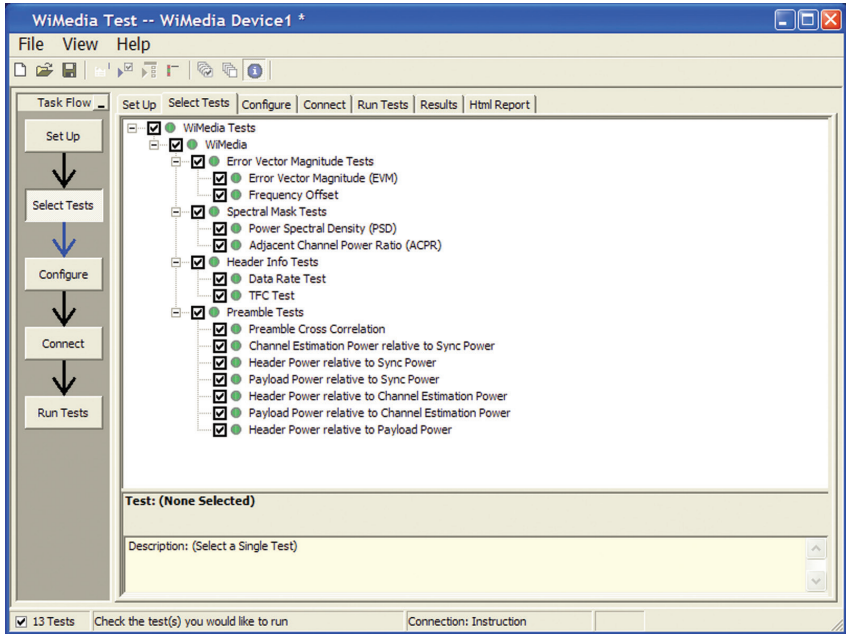 WiMedia Test -- WiMedia Device1 *
File View Help
Task Flow
Set Up
Select Tests
Configure
Connect
Run Tests
Set Up Select Tests Configure Connect Run Tests Results Html Report
WiMedia Tests
WiMedia
Error Vector Magnitude Tests
Error Vector Magnitude (EVM)
Frequency Offset
Spectral Mask Tests
Power Spectral Density (PSD)
Adjacent Channel Power Ratio (ACPR)
Header Info Tests
Data Rate Test
TFC Test
Preamble Tests
Preamble Cross Correlation
Channel Estimation Power relative to Sync Power
Header Power relative to Sync Power
Payload Power relative to Sync Power
Header Power relative to Channel Estimation Power
Payload Power relative to Channel Estimation Power
Header Power relative to Payload Power
Test: (None Selected)
Description: (Select a Single Test)
13 Tests Check the test(s) you would like to run Connection: Instruction